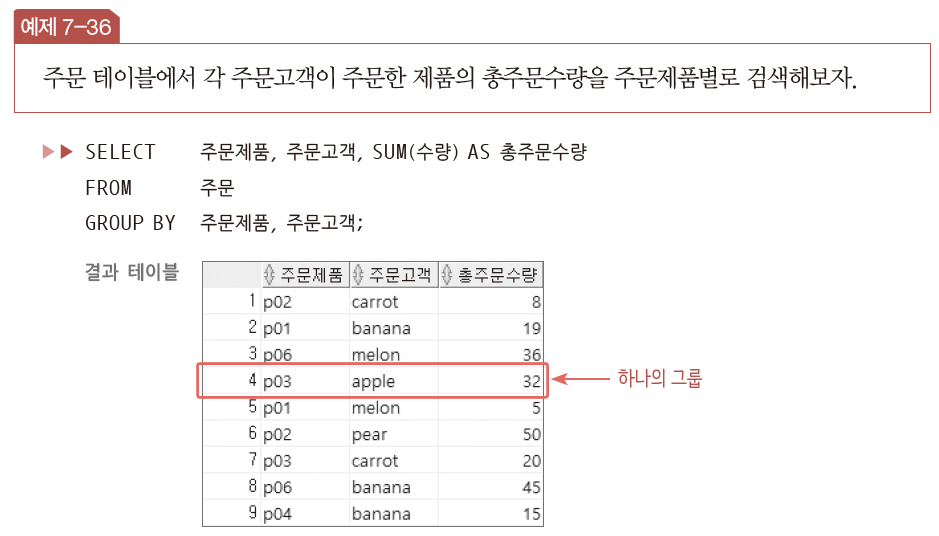 예제 7-36
주문 테이블에서 각 주문고객이 주문한 제품의 총주문수량을 주문제품별로 검색해보자.
SELECT 주문제품, 주문고객, SUM(수량) AS 총주문수량
FROM 주문
GROUP BY 주문제품, 주문고객;
결과 테이블
주문제품 주문고객 총주문수량
1 p02 carrot 8
2 p01 banana 19
3 p06 melon 36
4 p03 apple 32 하나의 그룹
5 p01 melon 5
6 p02 pear 50
7 p03 carrot 20
8 p06 banana 45
9 p04 banana 15